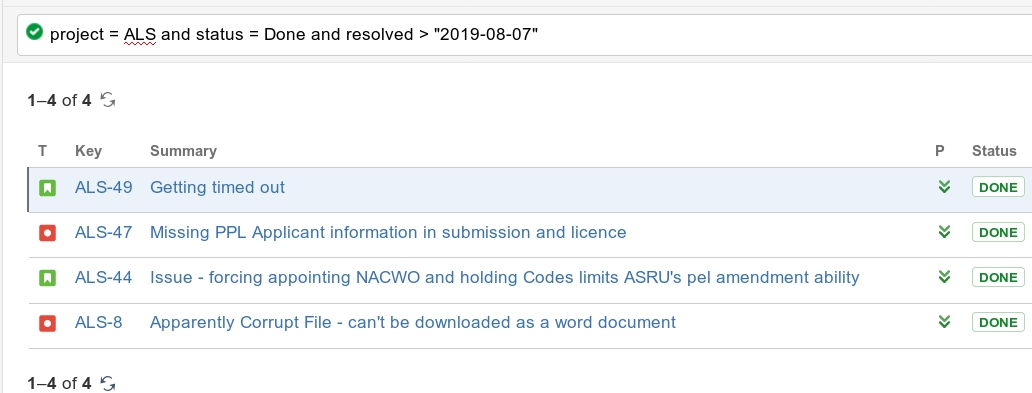 project = ALS and status = Done and resolved > "2019-08-07"
1–4 of 4
T Key Summary P Status
ALS-49 Getting timed out DONE
ALS-47 Missing PPL Applicant information in submission and licence DONE
ALS-44 Issue - forcing appointing NACWO and holding Codes limits ASRU's pel amendment ability DONE
ALS-8 Apparently Corrupt File - can't be downloaded as a word document DONE
1–4 of 4